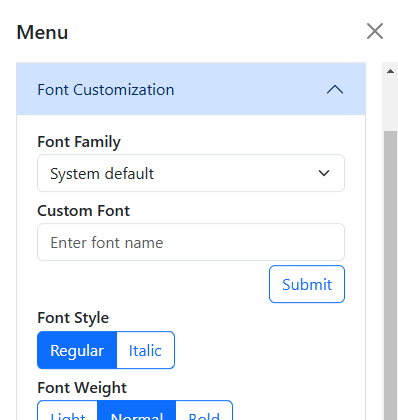 Menu
Font Customization
Font Family
System default
Custom Font
Enter font name
Submit
Font Style
Regular Italic
Font Weight
Light Normal Bold